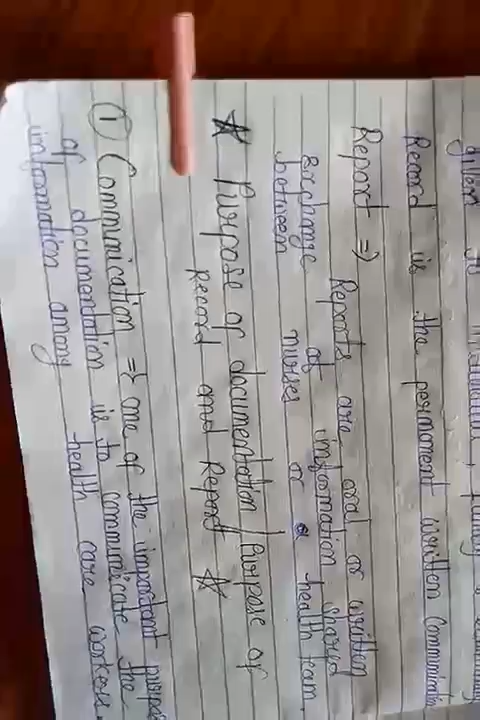 given to
Record is the permanent written communication
Report => Reports are oral or written
exchange of information shared
between nurses or a health team.
☆ Purpose of documentation / Purpose of
record and Report ☆
① Communication => one of the important purpose
of documentation is to communicate the
information among health care workers.